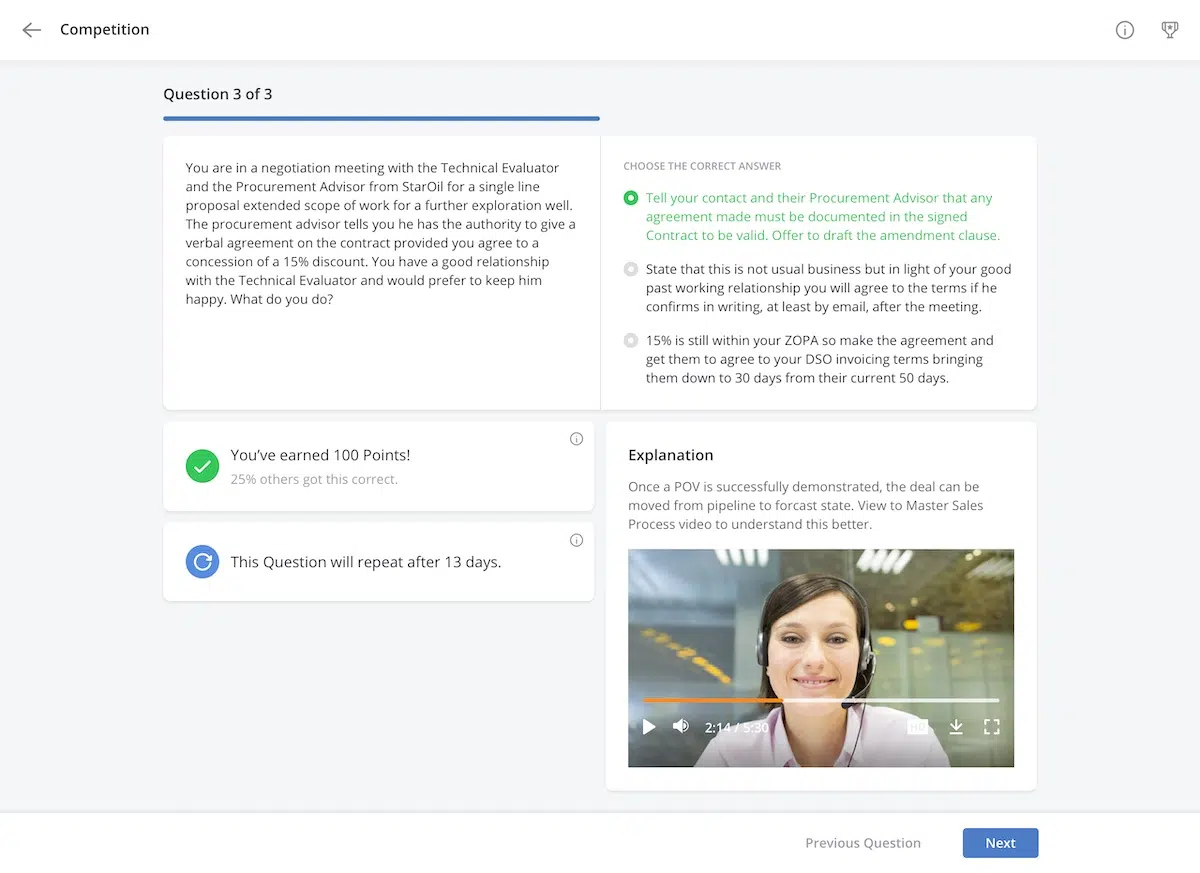 Competition
Question 3 of 3
You are in a negotiation meeting with the Technical Evaluator
and the Procurement Advisor from StarOil for a single line
proposal extended scope of work for a further exploration well.
The procurement advisor tells you he has the authority to give a
verbal agreement on the contract provided you agree to a
concession of a 15% discount. You have a good relationship
with the Technical Evaluator and would prefer to keep him
happy. What do you do?
CHOOSE THE CORRECT ANSWER
Tell your contact and their Procurement Advisor that any
agreement made must be documented in the signed
Contract to be valid. Offer to draft the amendment clause.
State that this is not usual business but in light of your good
past working relationship you will agree to the terms if he
confirms in writing, at least by email, after the meeting.
15% is still within your ZOPA so make the agreement and
get them to agree to your DSO invoicing terms bringing
them down to 30 days from their current 50 days.
You’ve earned 100 Points!
25% others got this correct.
This Question will repeat after 13 days.
Explanation
Once a POV is successfully demonstrated, the deal can be
moved from pipeline to forcast state. View to Master Sales
Process video to understand this better.
2:14 / 5:30
HD
Previous Question
Next